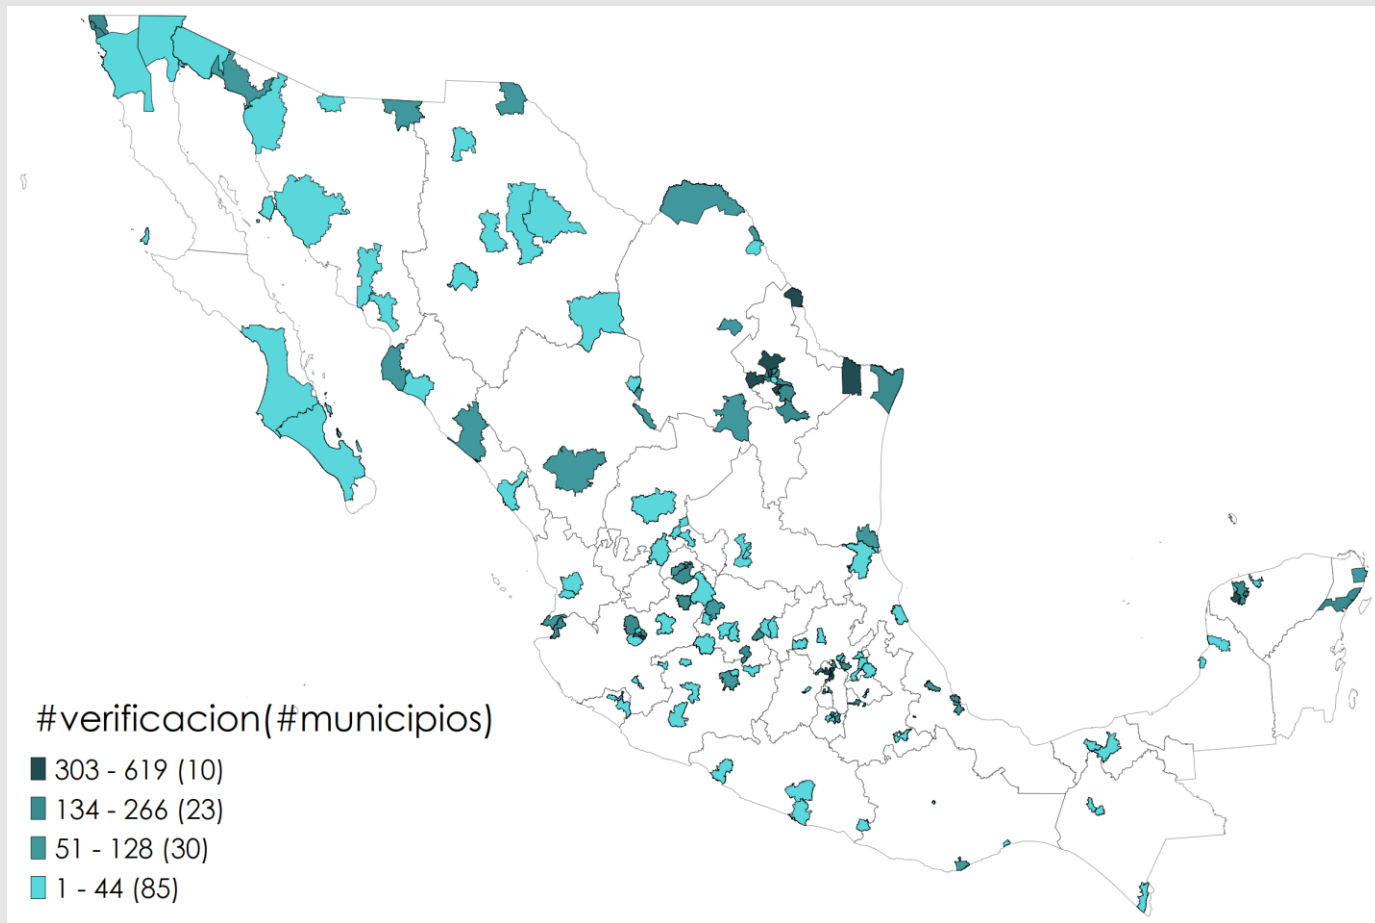 #verificacion(#municipios)
303 - 619 (10)
134 - 266 (23)
51 - 128 (30)
1 - 44 (85)